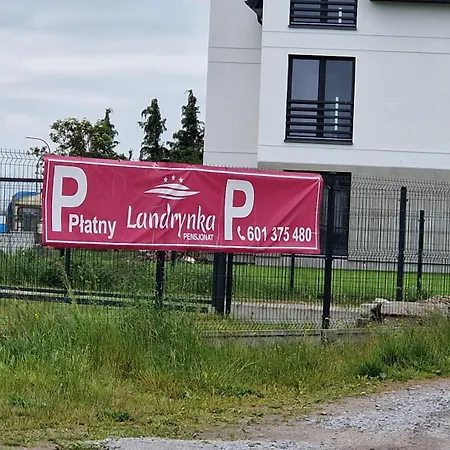 P Płatny
Landrynka
PENSJONAT
P
601 375 480